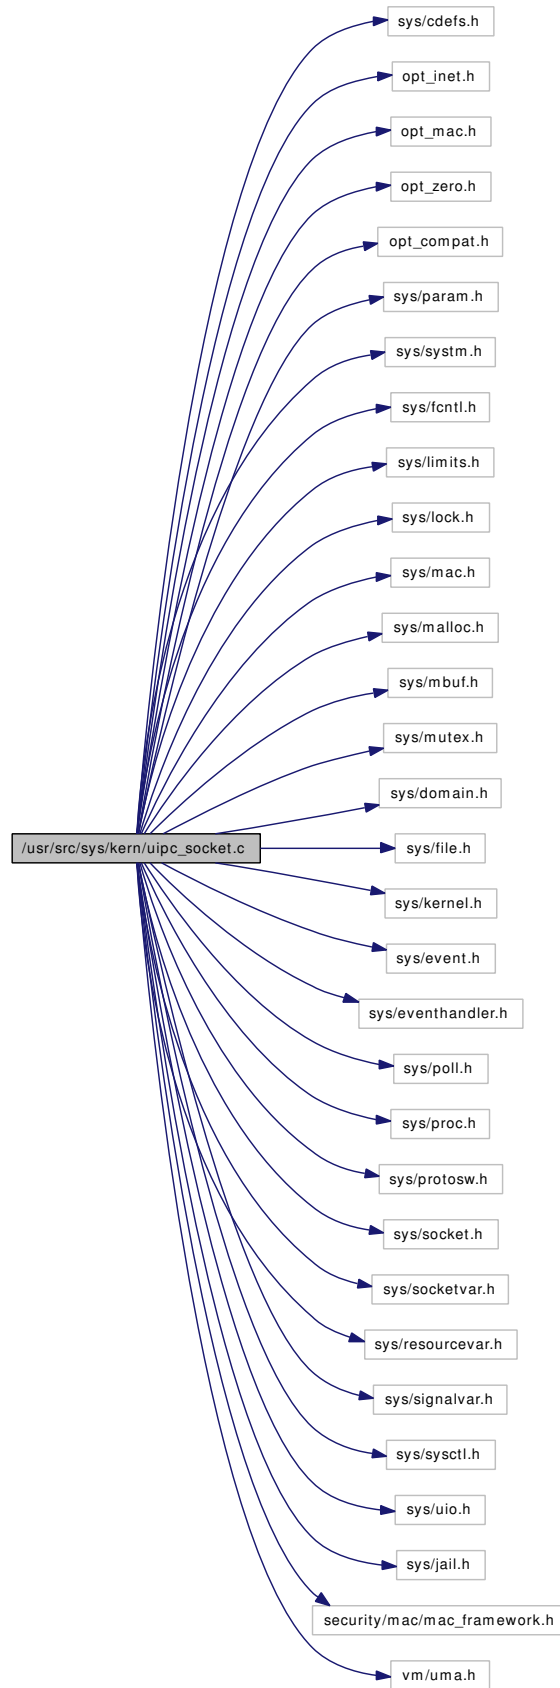 sys/cdefs.h
opt_inet.h
opt_mac.h
opt_zero.h
opt_compat.h
sys/param.h
sys/systm.h
sys/fcntl.h
sys/limits.h
sys/lock.h
sys/mac.h
sys/malloc.h
sys/mbuf.h
sys/mutex.h
sys/domain.h
/usr/src/sys/kern/uipc_socket.c
sys/file.h
sys/kernel.h
sys/event.h
sys/eventhandler.h
sys/poll.h
sys/proc.h
sys/protosw.h
sys/socket.h
sys/socketvar.h
sys/resourcevar.h
sys/signalvar.h
sys/sysctl.h
sys/uio.h
sys/jail.h
security/mac/mac_framework.h
vm/uma.h